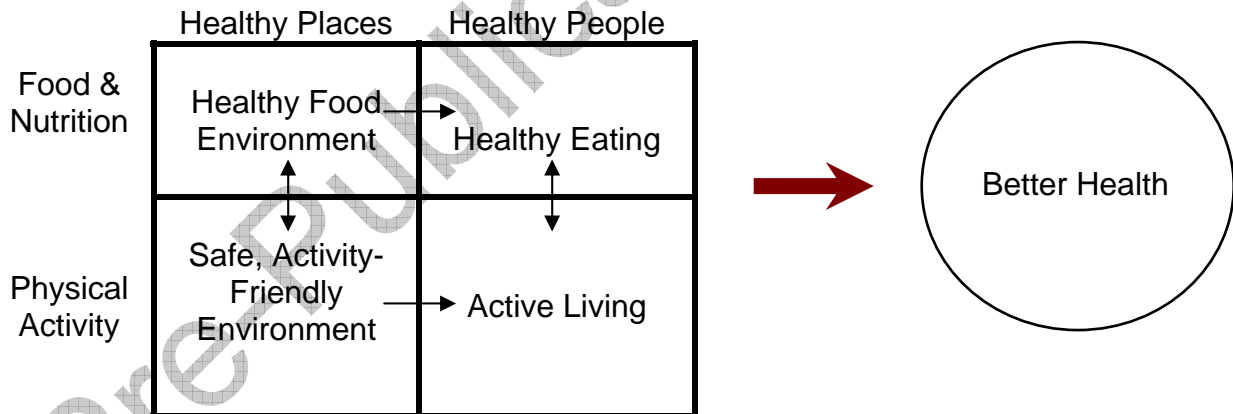 Healthy Places
Healthy People
Food &
Nutrition
Healthy Food
Environment
Healthy Eating
Physical
Activity
Safe, Activity-
Friendly
Environment
Active Living
Better Health